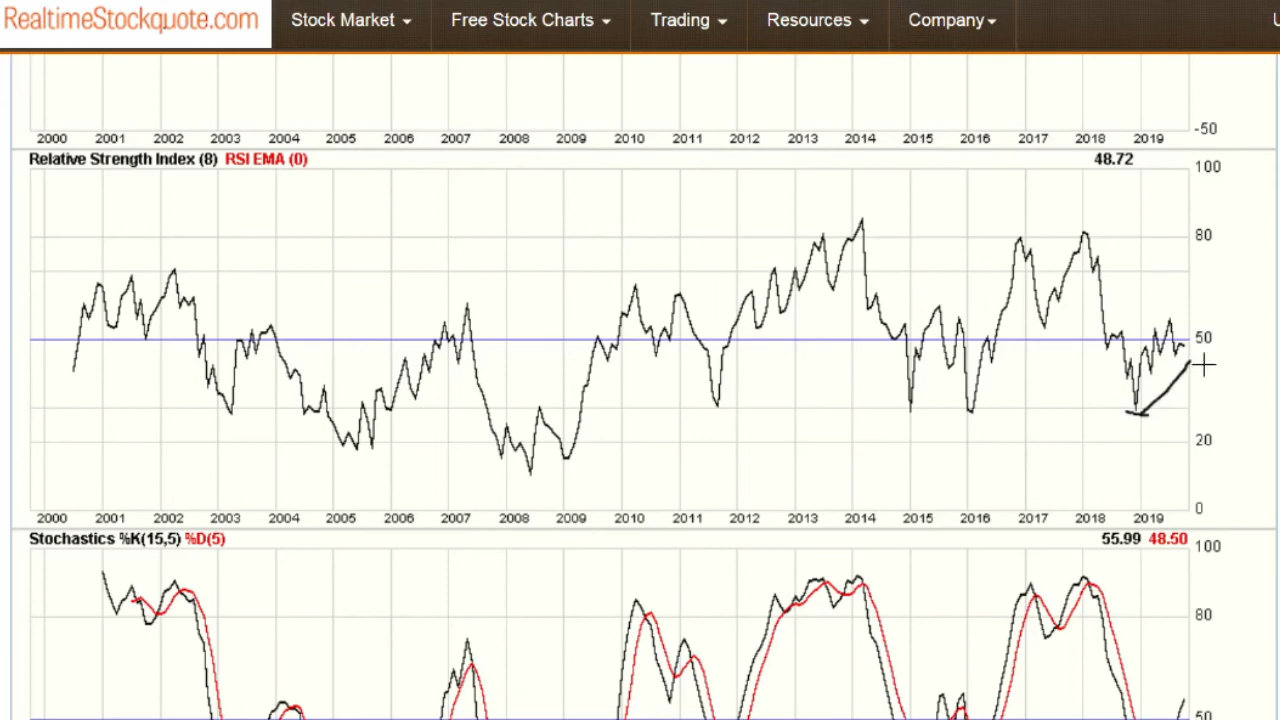 RealtimeStockquote.com Stock Market Free Stock Charts Trading Resources Company U
-50
2000 2001 2002 2003 2004 2005 2006 2007 2008 2009 2010 2011 2012 2013 2014 2015 2016 2017 2018 2019
Relative Strength Index (8) RSI EMA (0) 48.72
100
80
50
20
0
2000 2001 2002 2003 2004 2005 2006 2007 2008 2009 2010 2011 2012 2013 2014 2015 2016 2017 2018 2019
Stochastics %K(15,5) %D(5) 55.99 48.50
100
80
50